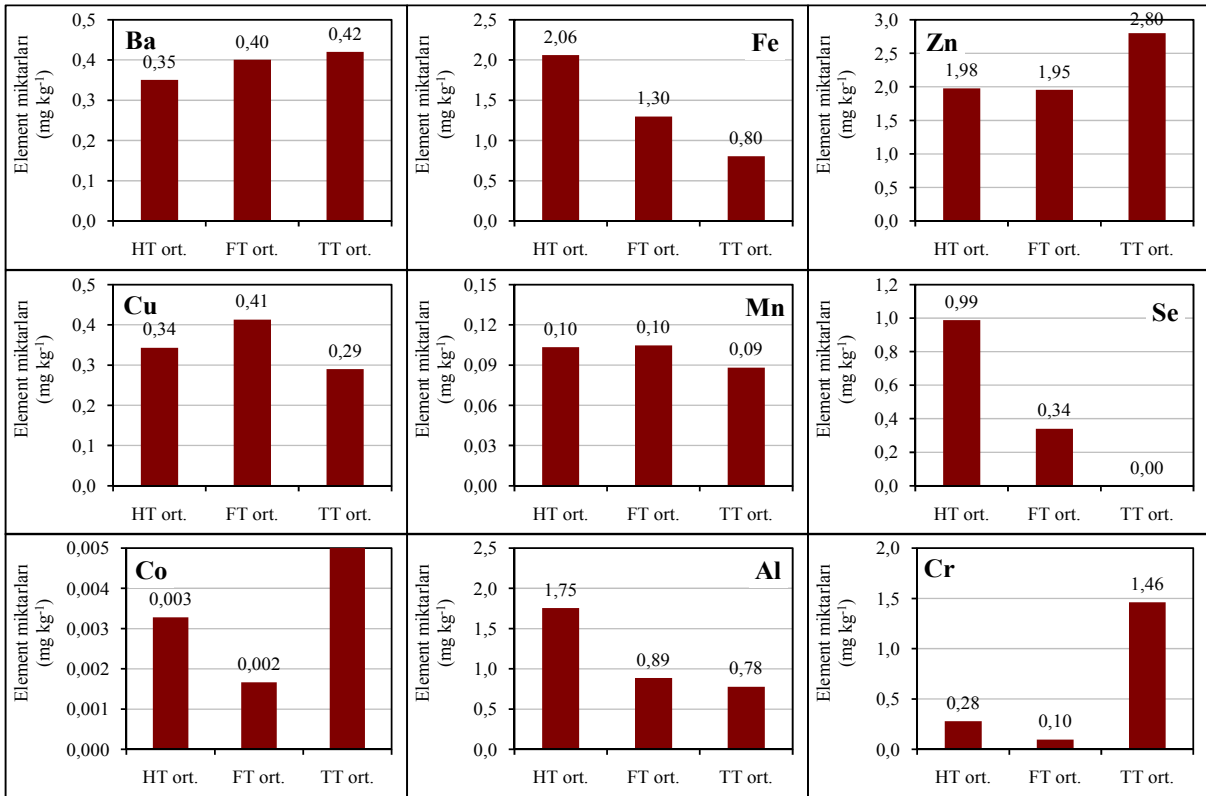 Element miktarları
(mg kg-1)
Ba
0,5
0,4
0,3
0,2
0,1
0,0
0,35
0,40
0,42
HT ort.
FT ort.
TT ort.
Element miktarları
(mg kg-1)
Fe
2,5
2,0
1,5
1,0
0,5
0,0
2,06
1,30
0,80
HT ort.
FT ort.
TT ort.
Element miktarları
(mg kg-1)
Zn
3,0
2,5
2,0
1,5
1,0
0,5
0,0
1,98
1,95
2,80
HT ort.
FT ort.
TT ort.
Element miktarları
(mg kg-1)
Cu
0,5
0,4
0,3
0,2
0,1
0,0
0,34
0,41
0,29
HT ort.
FT ort.
TT ort.
Element miktarları
(mg kg-1)
Mn
0,15
0,12
0,09
0,06
0,03
0,00
0,10
0,10
0,09
HT ort.
FT ort.
TT ort.
Element miktarları
(mg kg-1)
Se
1,2
1,0
0,8
0,6
0,4
0,2
0,0
0,99
0,34
0,00
HT ort.
FT ort.
TT ort.
Element miktarları
(mg kg-1)
Co
0,005
0,004
0,003
0,002
0,001
0,000
0,003
0,002
HT ort.
FT ort.
TT ort.
Element miktarları
(mg kg-1)
Al
2,5
2,0
1,5
1,0
0,5
0,0
1,75
0,89
0,78
HT ort.
FT ort.
TT ort.
Element miktarları
(mg kg-1)
Cr
2,0
1,5
1,0
0,5
0,0
0,28
0,10
1,46
HT ort.
FT ort.
TT ort.